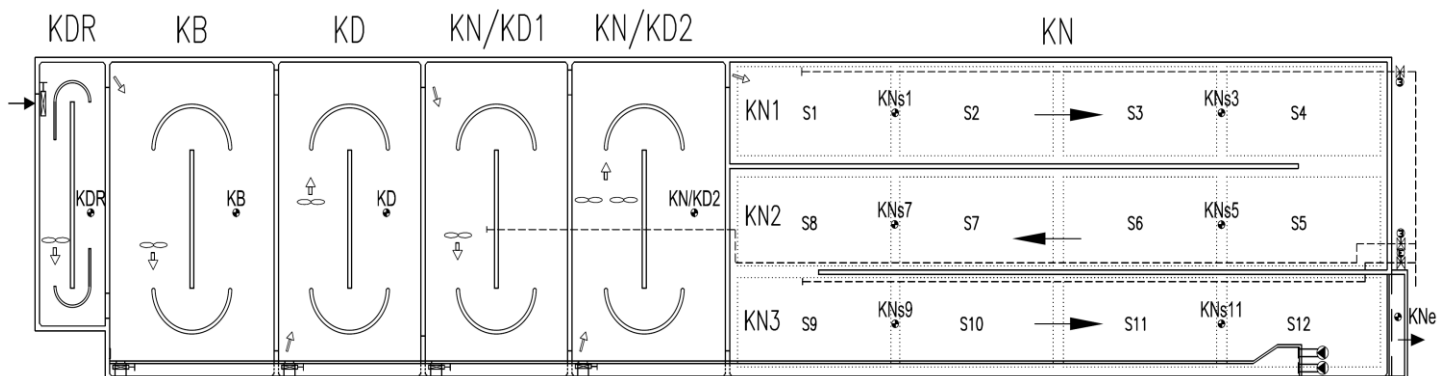 KDR KB KD KN/KD1 KN/KD2 KN
KN1 S1 KNs1 S2 S3 KNs3 S4
KDR KB KD KN/KD2
KN2 S8 KNs7 S7 S6 KNs5 S5
KN3 S9 KNs9 S10 S11 KNs11 S12 KNe